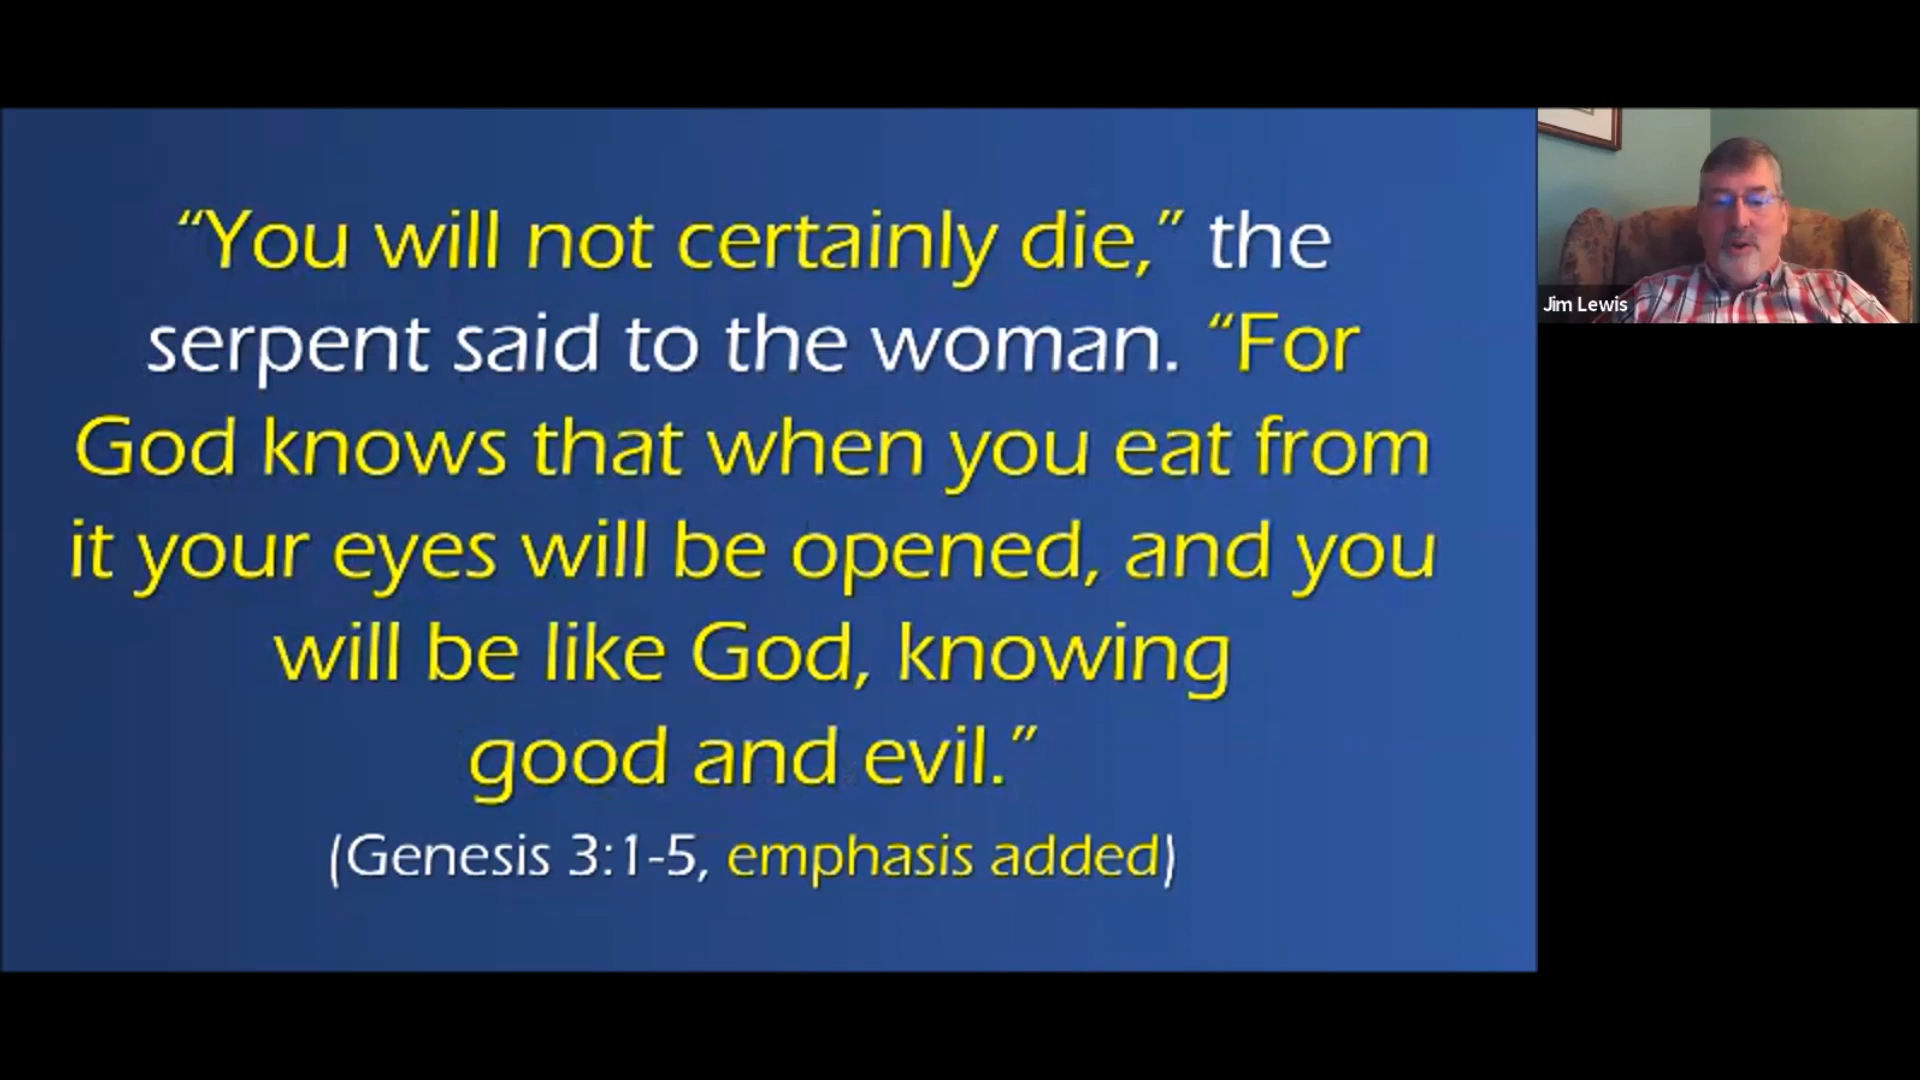 “You will not certainly die,” the
serpent said to the woman. “For
God knows that when you eat from
it your eyes will be opened, and you
will be like God, knowing
good and evil.”
(Genesis 3:1-5, emphasis added)
Jim Lewis